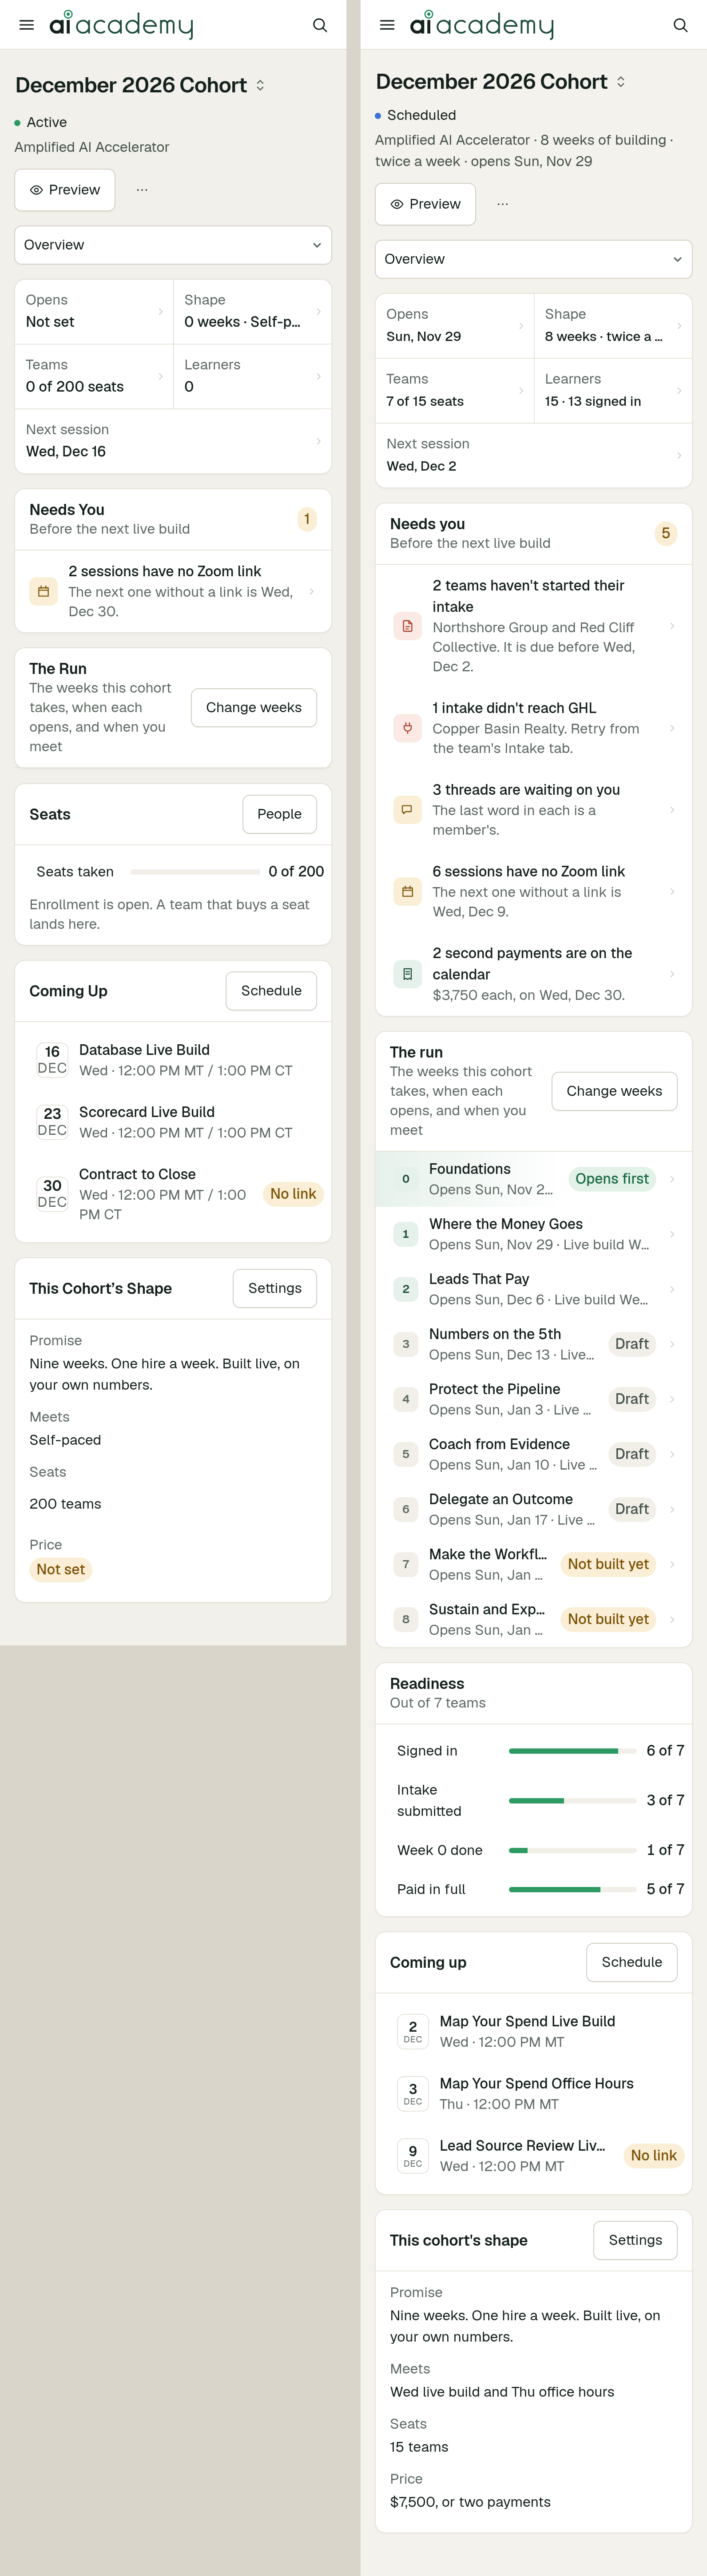 ai academy
December 2026 Cohort
Active
Amplified AI Accelerator
Preview
...
Overview
Opens
Not set
Shape
0 weeks · Self-p...
Teams
0 of 200 seats
Learners
0
Next session
Wed, Dec 16
Needs You
Before the next live build
1
2 sessions have no Zoom link
The next one without a link is Wed,
Dec 30.
The Run
The weeks this cohort
takes, when each
opens, and when you
meet
Change weeks
Seats
People
Seats taken
0 of 200
Enrollment is open. A team that buys a seat
lands here.
Coming Up
Schedule
16
DEC
Database Live Build
Wed · 12:00 PM MT / 1:00 PM CT
23
DEC
Scorecard Live Build
Wed · 12:00 PM MT / 1:00 PM CT
30
DEC
Contract to Close
Wed · 12:00 PM MT / 1:00
PM CT
No link
This Cohort’s Shape
Settings
Promise
Nine weeks. One hire a week. Built live, on
your own numbers.
Meets
Self-paced
Seats
200 teams
Price
Not set
ai academy
December 2026 Cohort
Scheduled
Amplified AI Accelerator · 8 weeks of building ·
twice a week · opens Sun, Nov 29
Preview
...
Overview
Opens
Sun, Nov 29
Shape
8 weeks · twice a ...
Teams
7 of 15 seats
Learners
15 · 13 signed in
Next session
Wed, Dec 2
Needs you
Before the next live build
5
2 teams haven't started their
intake
Northshore Group and Red Cliff
Collective. It is due before Wed,
Dec 2.
1 intake didn't reach GHL
Copper Basin Realty. Retry from
the team's Intake tab.
3 threads are waiting on you
The last word in each is a
member's.
6 sessions have no Zoom link
The next one without a link is
Wed, Dec 9.
2 second payments are on the
calendar
$3,750 each, on Wed, Dec 30.
The run
The weeks this cohort
takes, when each
opens, and when you
meet
Change weeks
0
Foundations
Opens Sun, Nov 2...
Opens first
1
Where the Money Goes
Opens Sun, Nov 29 · Live build W...
2
Leads That Pay
Opens Sun, Dec 6 · Live build We...
3
Numbers on the 5th
Opens Sun, Dec 13 · Live...
Draft
4
Protect the Pipeline
Opens Sun, Jan 3 · Live ...
Draft
5
Coach from Evidence
Opens Sun, Jan 10 · Live ...
Draft
6
Delegate an Outcome
Opens Sun, Jan 17 · Live ...
Draft
7
Make the Workfl...
Opens Sun, Jan ...
Not built yet
8
Sustain and Exp...
Opens Sun, Jan ...
Not built yet
Readiness
Out of 7 teams
Signed in
6 of 7
Intake
submitted
3 of 7
Week 0 done
1 of 7
Paid in full
5 of 7
Coming up
Schedule
2
DEC
Map Your Spend Live Build
Wed · 12:00 PM MT
3
DEC
Map Your Spend Office Hours
Thu · 12:00 PM MT
9
DEC
Lead Source Review Liv...
Wed · 12:00 PM MT
No link
This cohort's shape
Settings
Promise
Nine weeks. One hire a week. Built live, on
your own numbers.
Meets
Wed live build and Thu office hours
Seats
15 teams
Price
$7,500, or two payments